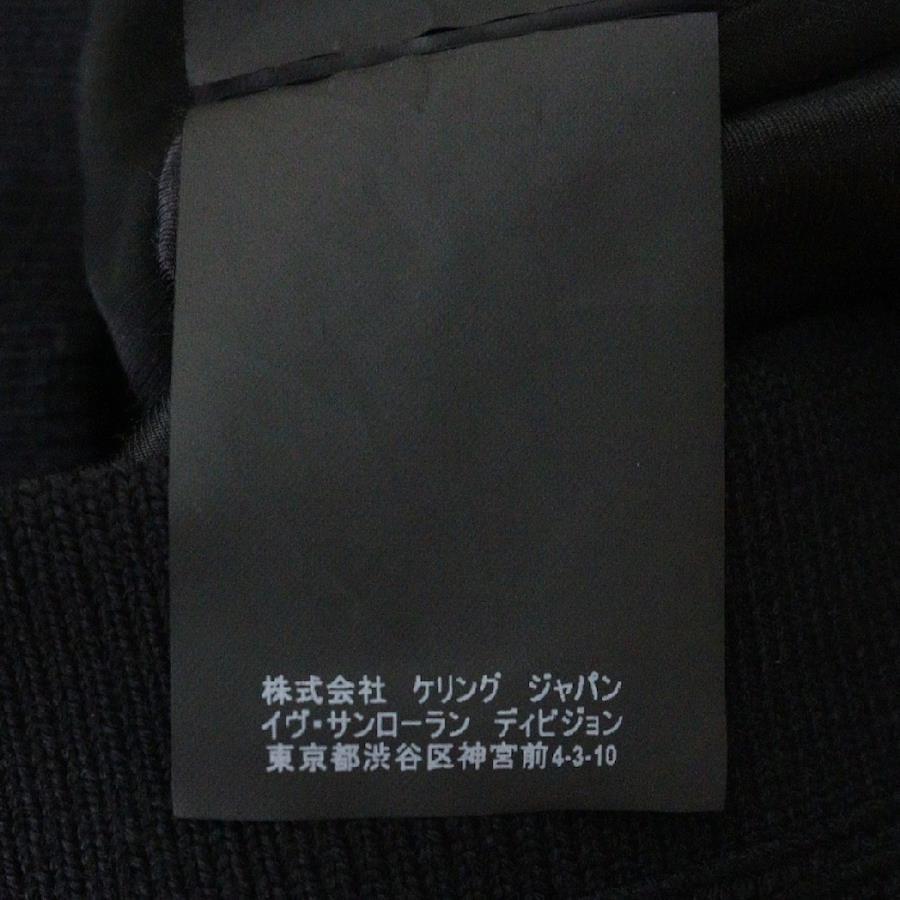 株式会社 ケリング ジャパン
イヴ・サンローラン ディビジョン
東京都渋谷区神宮前4-3-10